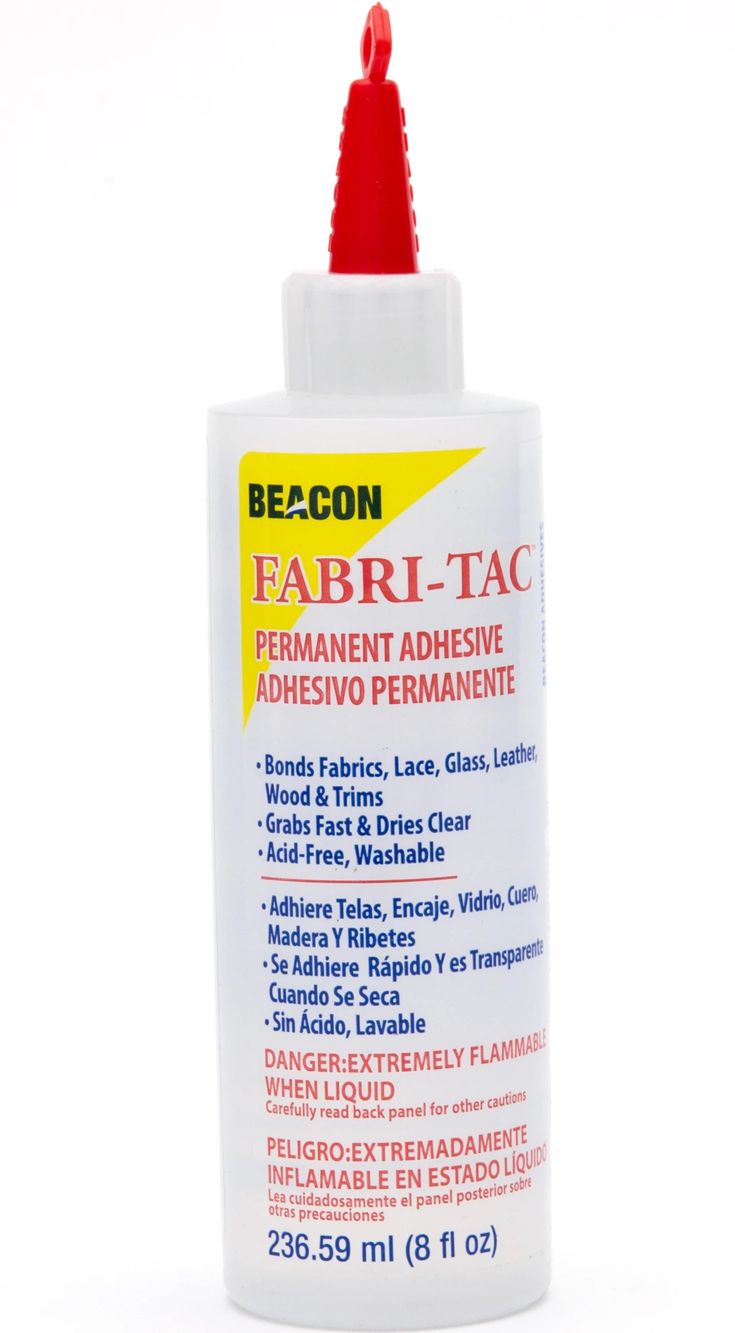 BEACON
FABRI-TAC™
PERMANENT ADHESIVE
ADHESIVO PERMANENTE
• Bonds Fabrics, Lace, Glass, Leather,
Wood & Trims
• Grabs Fast & Dries Clear
• Acid-Free, Washable
• Adhiere Telas, Encaje, Vidrio, Cuero,
Madera Y Ribetes
• Se Adhiere Rápido Y es Transparente
Cuando Se Seca
• Sin Ácido, Lavable
DANGER:EXTREMELY FLAMMABLE
WHEN LIQUID
Carefully read back panel for other cautions
PELIGRO:EXTREMADAMENTE
INFLAMABLE EN ESTADO LÍQUIDO
Lea cuidadosamente el panel posterior sobre
otras precauciones
236.59 ml (8 fl oz)
BEACON ADHESIVES